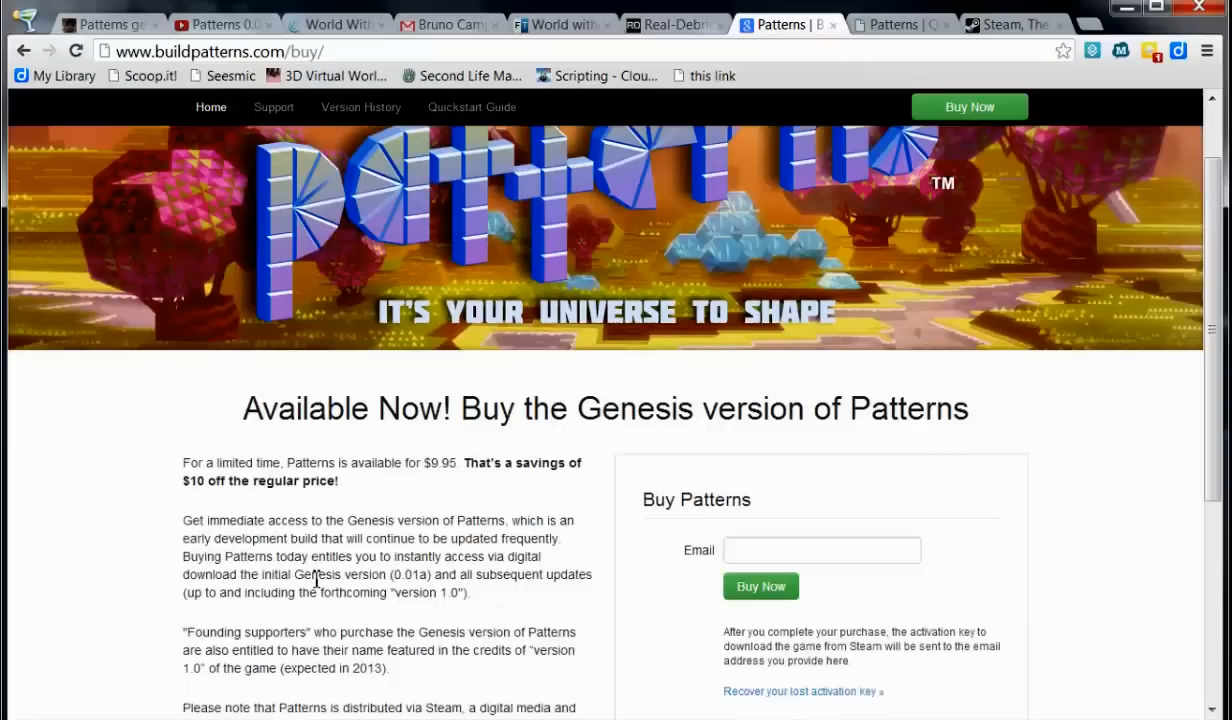 Patterns ge
Patterns 0.0
World With
Bruno Cam
World with
Real-Debri
Patterns | B
Patterns | Q
Steam, The
www.buildpatterns.com/buy/
1
My Library
Scoop.it!
Seesmic
3D Virtual Worl...
Second Life Ma...
Scripting - Clou...
this link
Home
Support
Version History
Quickstart Guide
Buy Now
patterns
TM
IT'S YOUR UNIVERSE TO SHAPE
Available Now! Buy the Genesis version of Patterns
For a limited time, Patterns is available for $9.95. That's a savings of
$10 off the regular price!
Get immediate access to the Genesis version of Patterns, which is an
early development build that will continue to be updated frequently.
Buying Patterns today entitles you to instantly access via digital
download the initial Genesis version (0.01a) and all subsequent updates
(up to and including the forthcoming "version 1.0").
"Founding supporters" who purchase the Genesis version of Patterns
are also entitled to have their name featured in the credits of "version
1.0" of the game (expected in 2013).
Please note that Patterns is distributed via Steam, a digital media and
Buy Patterns
Email
Buy Now
After you complete your purchase, the activation key to
download the game from Steam will be sent to the email
address you provide here.
Recover your lost activation key »